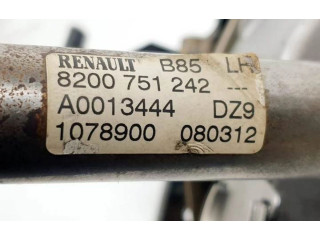 RENAULT B85 LH
8200 751 242 ---
A0013444 DZ9
1078900 080312